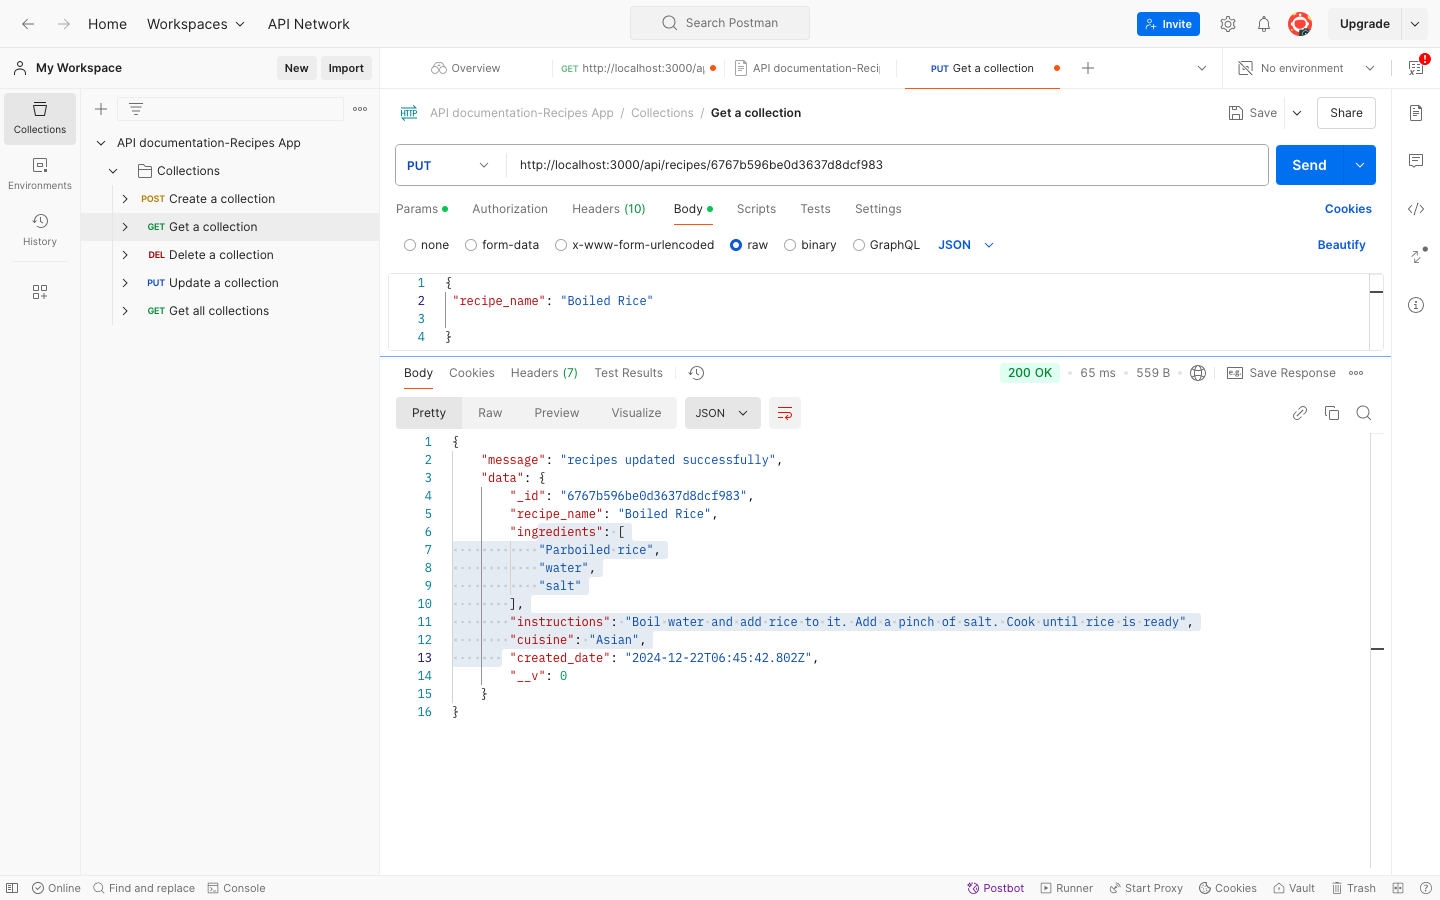 Home Workspaces API Network Search Postman Invite Upgrade
My Workspace New Import Overview GET http://localhost:3000/ap API documentation-Reci PUT Get a collection No environment
Collections
Environments
History
API documentation-Recipes App
Collections
POST Create a collection
GET Get a collection
DEL Delete a collection
PUT Update a collection
GET Get all collections
HTTP API documentation-Recipes App / Collections / Get a collection Save Share
PUT http://localhost:3000/api/recipes/6767b596be0d3637d8dcf983 Send
Params Authorization Headers (10) Body Scripts Tests Settings Cookies
none form-data x-www-form-urlencoded raw binary GraphQL JSON Beautify
1 {
2 "recipe_name": "Boiled Rice"
3
4 }
Body Cookies Headers (7) Test Results 200 OK 65 ms 559 B e.g. Save Response
Pretty Raw Preview Visualize JSON
1 {
2 "message": "recipes updated successfully",
3 "data": {
4 "_id": "6767b596be0d3637d8dcf983",
5 "recipe_name": "Boiled Rice",
6 "ingredients": [
7 "Parboiled rice",
8 "water",
9 "salt"
10 ],
11 "instructions": "Boil water and add rice to it. Add a pinch of salt. Cook until rice is ready",
12 "cuisine": "Asian",
13 "created_date": "2024-12-22T06:45:42.802Z",
14 "__v": 0
15 }
16 }
Online Find and replace Console Postbot Runner Start Proxy Cookies Vault Trash